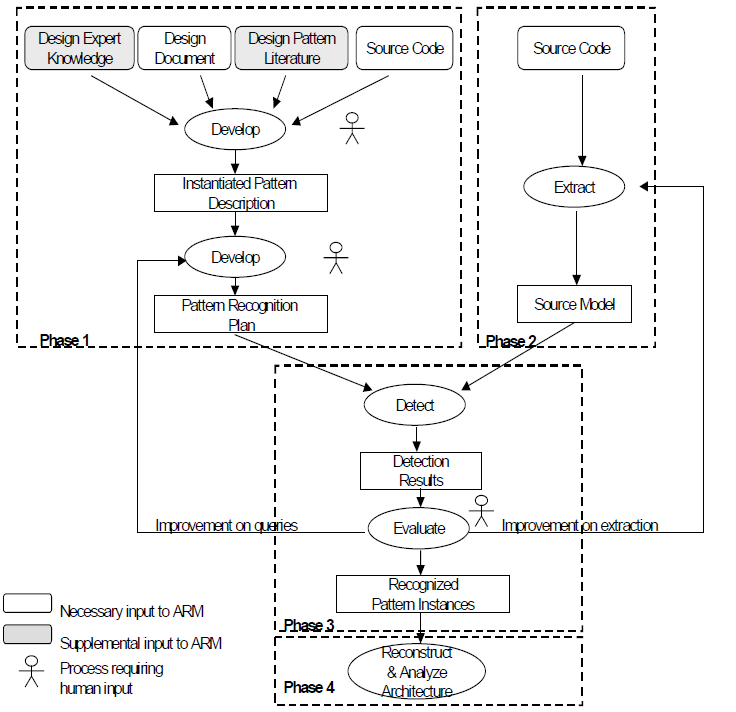 Design Expert
Knowledge
Design
Document
Design Pattern
Literature
Source Code
Source Code
Develop
Extract
Instantiated Pattern
Description
Develop
Pattern Recognition
Plan
Source Model
Phase 1
Phase 2
Detect
Detection
Results
Improvement on queries
Evaluate
Improvement on extraction
Recognized
Pattern Instances
Phase 3
Necessary input to ARM
Supplemental input to ARM
Process requiring
human input
Reconstruct
& Analyze
Architecture
Phase 4